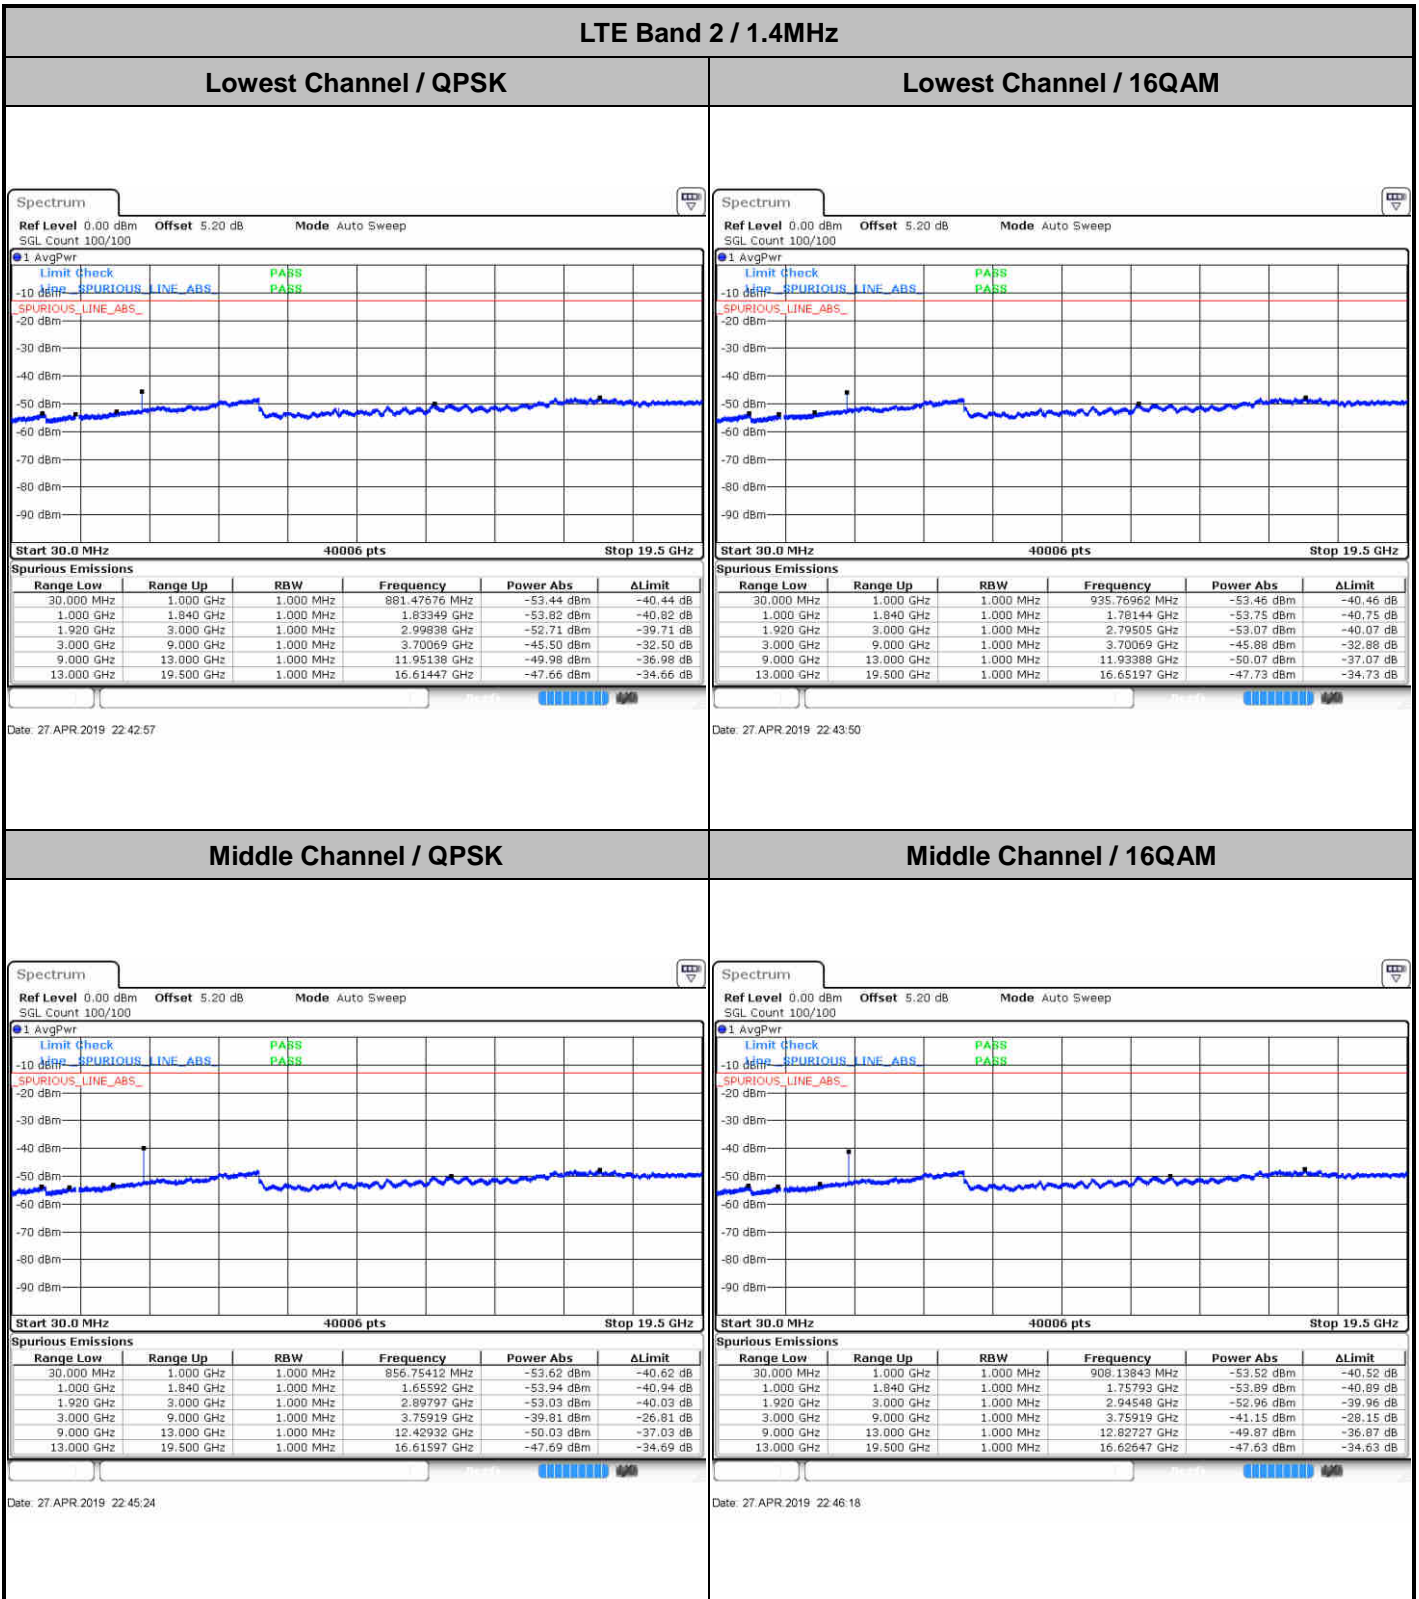 LTE Band 2 / 1.4MHz
Lowest Channel / QPSK
Lowest Channel / 16QAM
Spectrum
Ref Level 0.00 dBm Offset 5.20 dB Mode Auto Sweep
SGL Count 100/100
1 AvgPwr
Limit Check PASS
Line _SPURIOUS_LINE_ABS_ PASS
-10 dBm
_SPURIOUS_LINE_ABS_
-20 dBm
-30 dBm
-40 dBm
-50 dBm
-60 dBm
-70 dBm
-80 dBm
-90 dBm
Start 30.0 MHz 40006 pts Stop 19.5 GHz
Spurious Emissions
Range Low Range Up RBW Frequency Power Abs ΔLimit
30.000 MHz 1.000 GHz 1.000 MHz 881.47676 MHz -53.44 dBm -40.44 dB
1.000 GHz 1.840 GHz 1.000 MHz 1.83349 GHz -53.82 dBm -40.82 dB
1.920 GHz 3.000 GHz 1.000 MHz 2.99838 GHz -52.71 dBm -39.71 dB
3.000 GHz 9.000 GHz 1.000 MHz 3.70069 GHz -45.50 dBm -32.50 dB
9.000 GHz 13.000 GHz 1.000 MHz 11.95138 GHz -49.98 dBm -36.98 dB
13.000 GHz 19.500 GHz 1.000 MHz 16.61447 GHz -47.66 dBm -34.66 dB
Date: 27.APR.2019 22:42:57
Spectrum
Ref Level 0.00 dBm Offset 5.20 dB Mode Auto Sweep
SGL Count 100/100
1 AvgPwr
Limit Check PASS
Line _SPURIOUS_LINE_ABS_ PASS
-10 dBm
_SPURIOUS_LINE_ABS_
-20 dBm
-30 dBm
-40 dBm
-50 dBm
-60 dBm
-70 dBm
-80 dBm
-90 dBm
Start 30.0 MHz 40006 pts Stop 19.5 GHz
Spurious Emissions
Range Low Range Up RBW Frequency Power Abs ΔLimit
30.000 MHz 1.000 GHz 1.000 MHz 935.76962 MHz -53.46 dBm -40.46 dB
1.000 GHz 1.840 GHz 1.000 MHz 1.78144 GHz -53.75 dBm -40.75 dB
1.920 GHz 3.000 GHz 1.000 MHz 2.79505 GHz -53.07 dBm -40.07 dB
3.000 GHz 9.000 GHz 1.000 MHz 3.70069 GHz -45.88 dBm -32.88 dB
9.000 GHz 13.000 GHz 1.000 MHz 11.93388 GHz -50.07 dBm -37.07 dB
13.000 GHz 19.500 GHz 1.000 MHz 16.65197 GHz -47.73 dBm -34.73 dB
Date: 27.APR.2019 22:43:50
Middle Channel / QPSK
Middle Channel / 16QAM
Spectrum
Ref Level 0.00 dBm Offset 5.20 dB Mode Auto Sweep
SGL Count 100/100
1 AvgPwr
Limit Check PASS
Line _SPURIOUS_LINE_ABS_ PASS
-10 dBm
_SPURIOUS_LINE_ABS_
-20 dBm
-30 dBm
-40 dBm
-50 dBm
-60 dBm
-70 dBm
-80 dBm
-90 dBm
Start 30.0 MHz 40006 pts Stop 19.5 GHz
Spurious Emissions
Range Low Range Up RBW Frequency Power Abs ΔLimit
30.000 MHz 1.000 GHz 1.000 MHz 856.75412 MHz -53.62 dBm -40.62 dB
1.000 GHz 1.840 GHz 1.000 MHz 1.65592 GHz -53.94 dBm -40.94 dB
1.920 GHz 3.000 GHz 1.000 MHz 2.89797 GHz -53.03 dBm -40.03 dB
3.000 GHz 9.000 GHz 1.000 MHz 3.75919 GHz -39.81 dBm -26.81 dB
9.000 GHz 13.000 GHz 1.000 MHz 12.42932 GHz -50.03 dBm -37.03 dB
13.000 GHz 19.500 GHz 1.000 MHz 16.61597 GHz -47.69 dBm -34.69 dB
Date: 27.APR.2019 22:45:24
Spectrum
Ref Level 0.00 dBm Offset 5.20 dB Mode Auto Sweep
SGL Count 100/100
1 AvgPwr
Limit Check PASS
Line _SPURIOUS_LINE_ABS_ PASS
-10 dBm
_SPURIOUS_LINE_ABS_
-20 dBm
-30 dBm
-40 dBm
-50 dBm
-60 dBm
-70 dBm
-80 dBm
-90 dBm
Start 30.0 MHz 40006 pts Stop 19.5 GHz
Spurious Emissions
Range Low Range Up RBW Frequency Power Abs ΔLimit
30.000 MHz 1.000 GHz 1.000 MHz 908.13843 MHz -53.52 dBm -40.52 dB
1.000 GHz 1.840 GHz 1.000 MHz 1.75793 GHz -53.89 dBm -40.89 dB
1.920 GHz 3.000 GHz 1.000 MHz 2.94548 GHz -52.96 dBm -39.96 dB
3.000 GHz 9.000 GHz 1.000 MHz 3.75919 GHz -41.15 dBm -28.15 dB
9.000 GHz 13.000 GHz 1.000 MHz 12.82727 GHz -49.87 dBm -36.87 dB
13.000 GHz 19.500 GHz 1.000 MHz 16.62647 GHz -47.63 dBm -34.63 dB
Date: 27.APR.2019 22:46:18